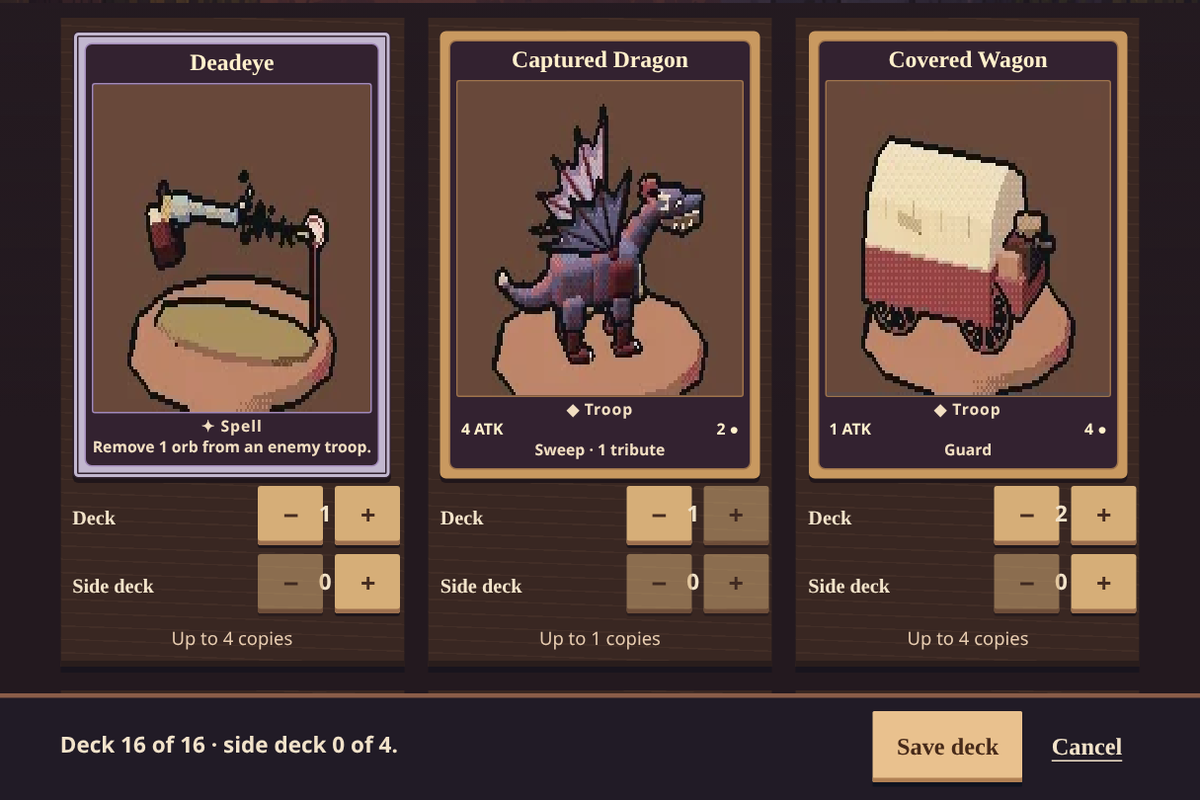 Deadeye
✦ Spell
Remove 1 orb from an enemy troop.
Deck
− 1 +
Side deck
− 0 +
Up to 4 copies
Captured Dragon
◆ Troop
4 ATK 2 ●
Sweep · 1 tribute
Deck
− 1 +
Side deck
− 0 +
Up to 1 copies
Covered Wagon
◆ Troop
1 ATK 4 ●
Guard
Deck
− 2 +
Side deck
− 0 +
Up to 4 copies
Deck 16 of 16 · side deck 0 of 4.
Save deck
Cancel